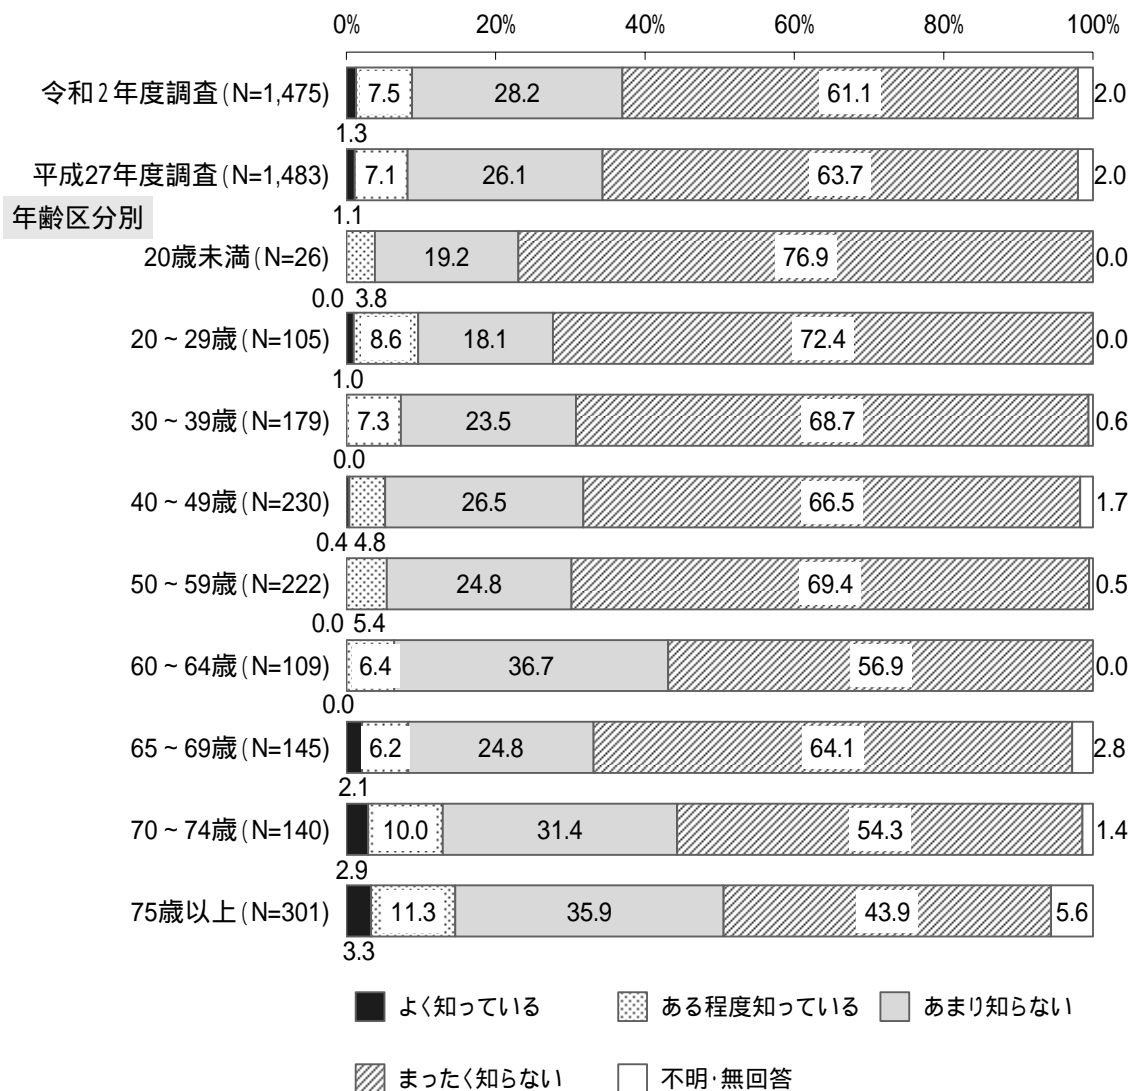 0% 20% 40% 60% 80% 100%
令和2年度調査(N=1,475) 7.5 28.2 61.1 2.0
1.3
平成27年度調査(N=1,483) 7.1 26.1 63.7 2.0
1.1
年齢区分別
20歳未満(N=26) 19.2 76.9 0.0
0.0 3.8
20~29歳(N=105) 8.6 18.1 72.4 0.0
1.0
30~39歳(N=179) 7.3 23.5 68.7 0.6
0.0
40~49歳(N=230) 26.5 66.5 1.7
0.4 4.8
50~59歳(N=222) 24.8 69.4 0.5
0.0 5.4
60~64歳(N=109) 6.4 36.7 56.9 0.0
0.0
65~69歳(N=145) 6.2 24.8 64.1 2.8
2.1
70~74歳(N=140) 10.0 31.4 54.3 1.4
2.9
75歳以上(N=301) 11.3 35.9 43.9 5.6
3.3
よく知っている ある程度知っている あまり知らない
まったく知らない 不明・無回答